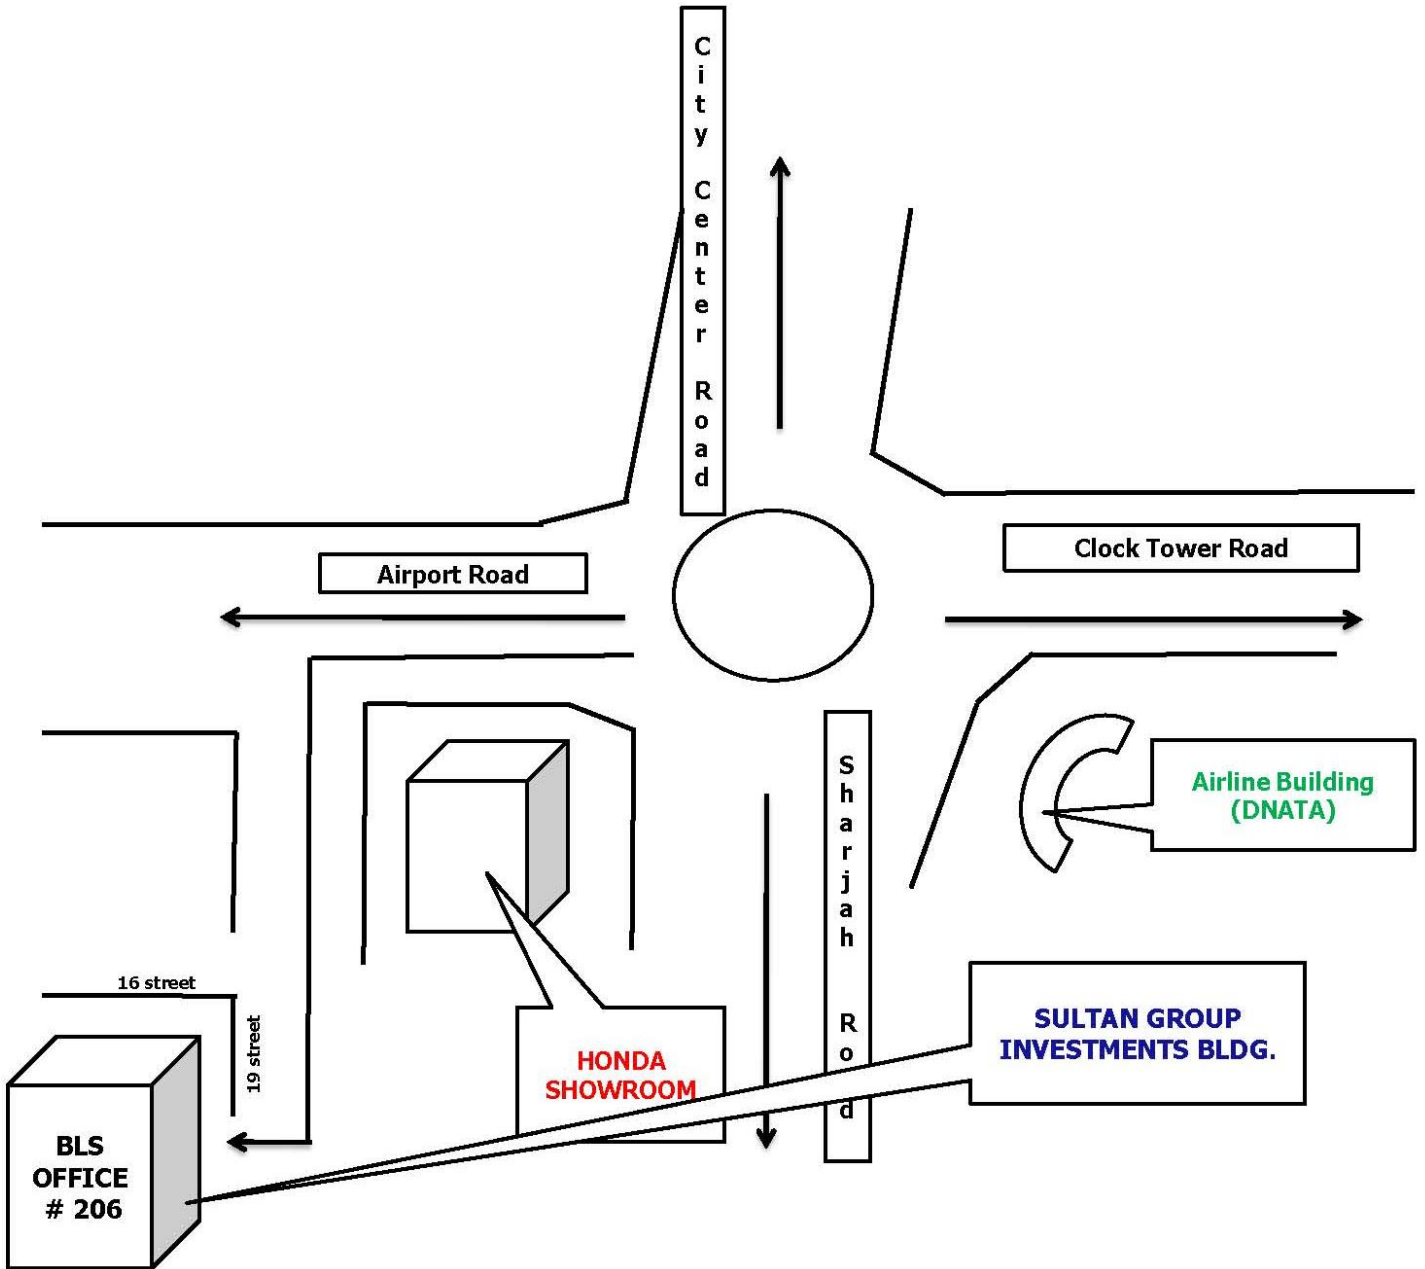 City Center Road
Clock Tower Road
Airport Road
Airline Building
(DNATA)
Sharjah Rod
16 street
19 street
HONDA
SHOWROOM
SULTAN GROUP
INVESTMENTS BLDG.
BLS
OFFICE
# 206